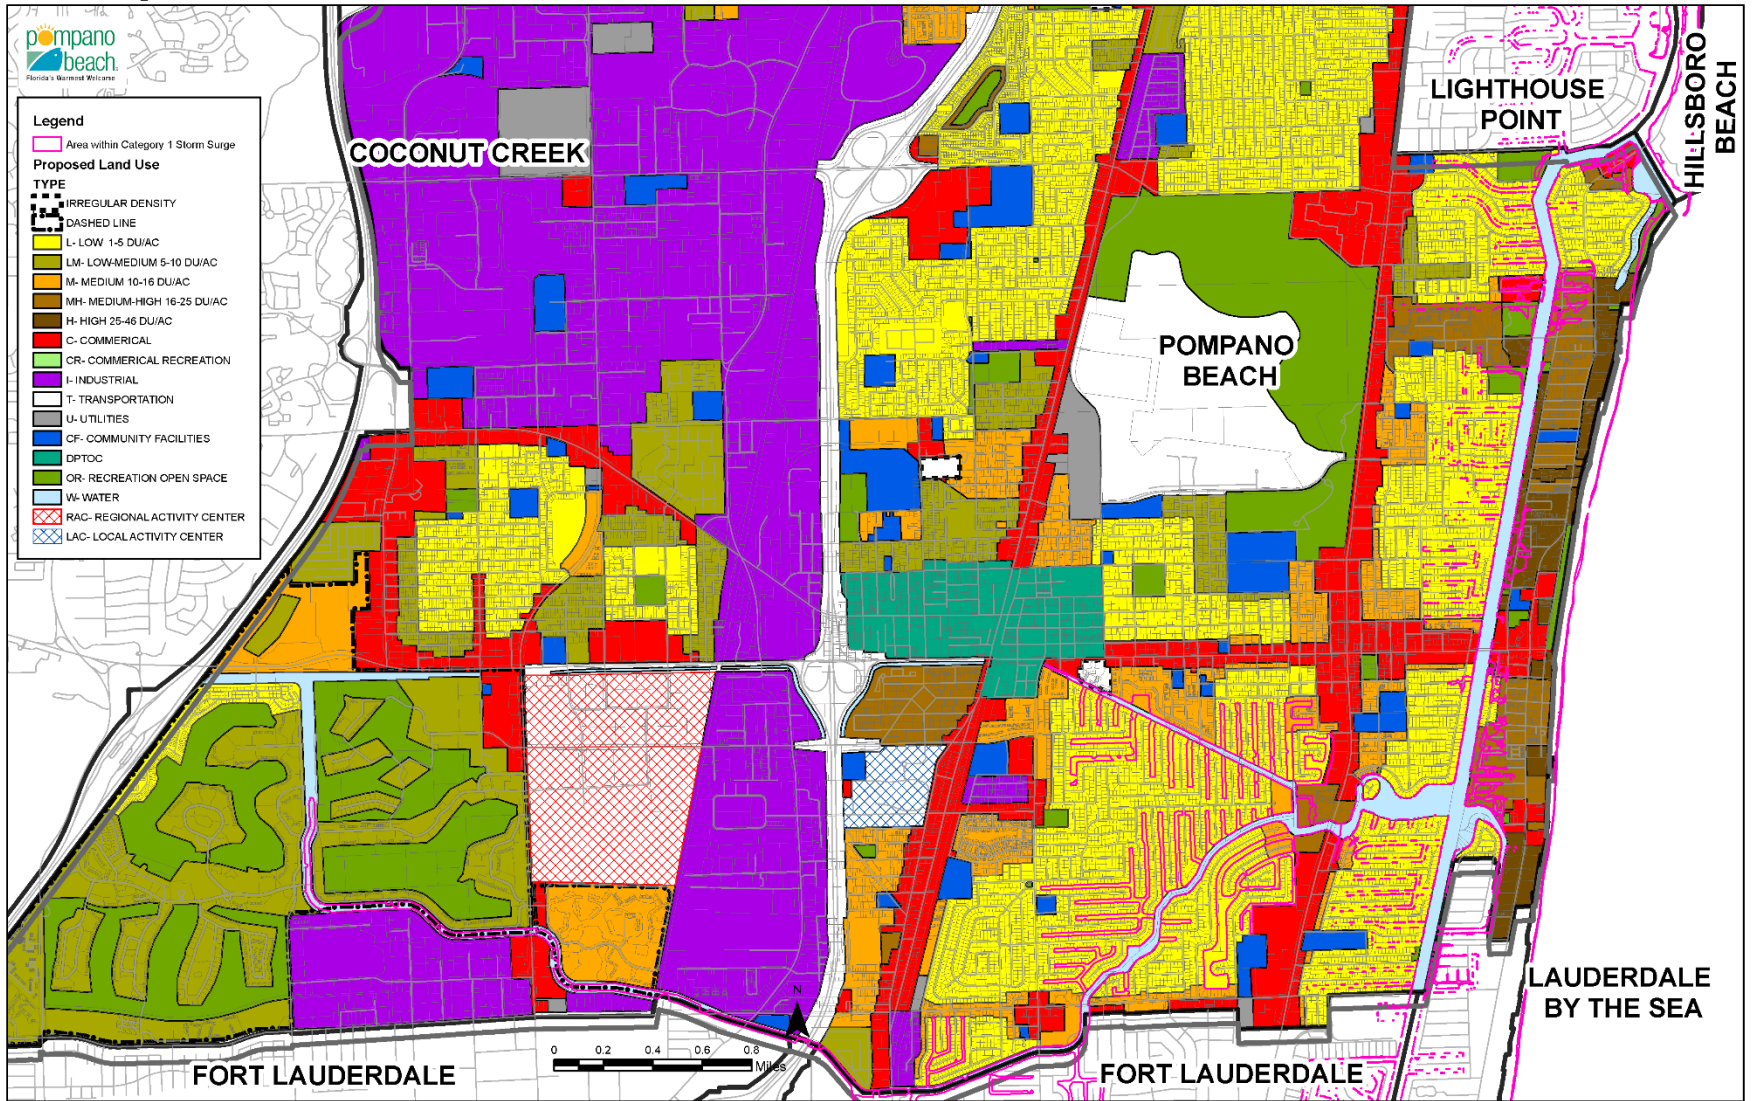 pompano
beach.
Florida's Warmest Welcome
Legend
Area within Category 1 Storm Surge
Proposed Land Use
TYPE
IRREGULAR DENSITY
DASHED LINE
L- LOW 1-5 DU/AC
LM- LOW-MEDIUM 5-10 DU/AC
M- MEDIUM 10-16 DU/AC
MH- MEDIUM-HIGH 16-25 DU/AC
H- HIGH 25-46 DU/AC
C- COMMERICAL
CR- COMMERICAL RECREATION
I- INDUSTRIAL
T- TRANSPORTATION
U- UTILITIES
CF- COMMUNITY FACILITIES
DPTOC
OR- RECREATION OPEN SPACE
W- WATER
RAC- REGIONAL ACTIVITY CENTER
LAC- LOCAL ACTIVITY CENTER
COCONUT CREEK
LIGHTHOUSE
POINT
HILLSBORO
BEACH
POMPANO
BEACH
LAUDERDALE
BY THE SEA
N
0 0.2 0.4 0.6 0.8
Miles
FORT LAUDERDALE
FORT LAUDERDALE